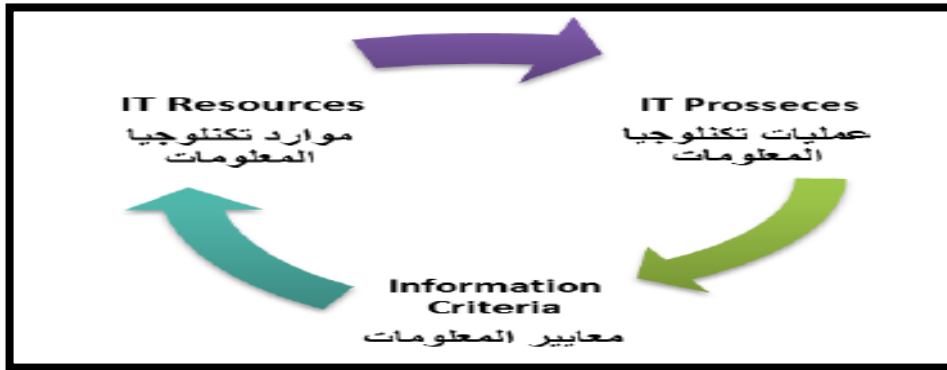 IT Resources
موارد تكنلوجيا
المعلومات
IT Prosseces
عمليات تكنلوجيا
المعلومات
Information
Criteria
معايير المعلومات